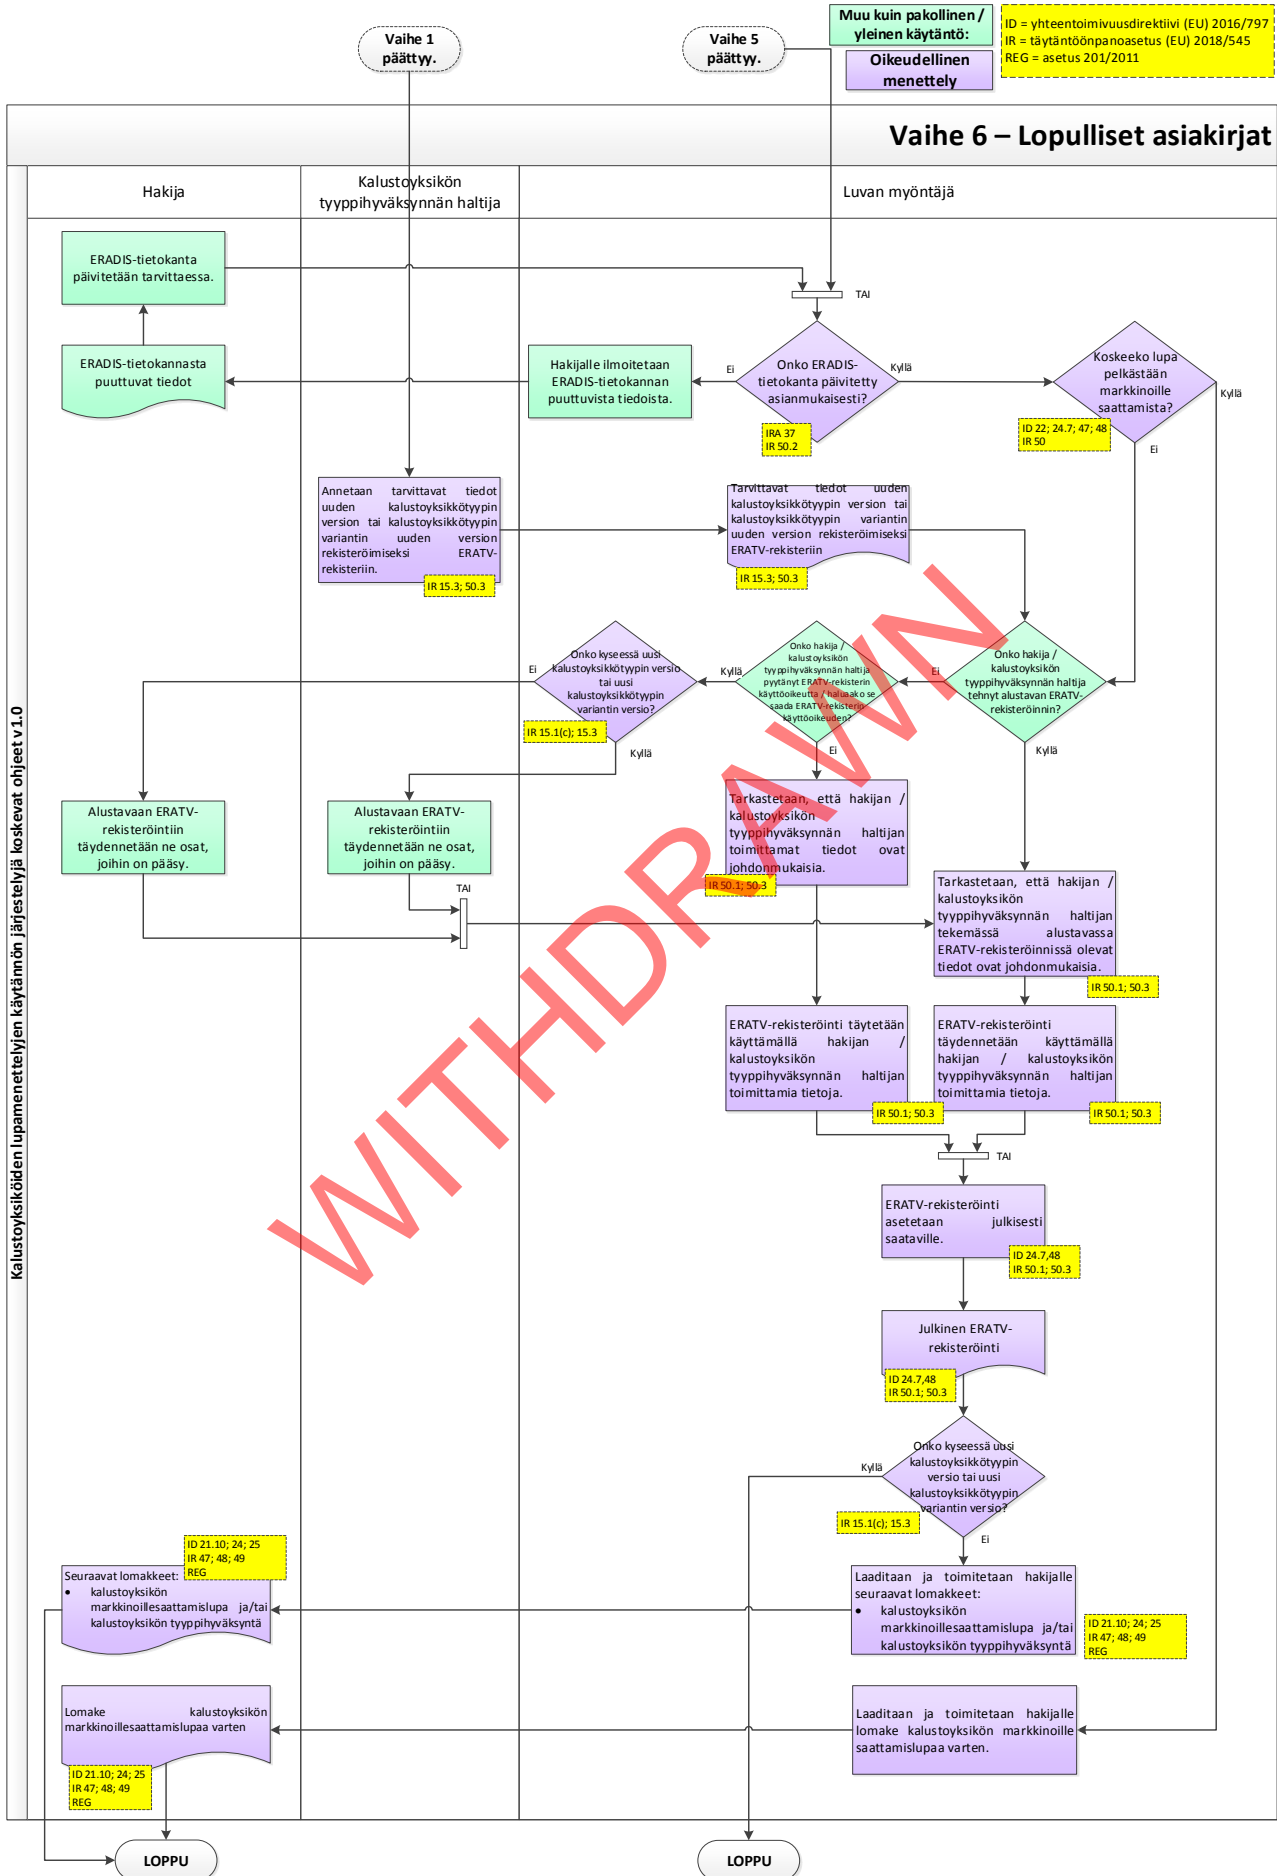 Vaihe 1
päättyy.
Vaihe 5
päättyy.
Muu kuin pakollinen /
yleinen käytäntö:
Oikeudellinen
menettely
ID = yhteentoimivuusdirektiivi (EU) 2016/797
IR = täytäntöönpanoasetus (EU) 2018/545
REG = asetus 201/2011
Vaihe 6 – Lopulliset asiakirjat
Kalustoyksiköiden lupamenettelyjen käytännön järjestelyjä koskevat ohjeet v1.0
Hakija
Kalustoyksikön
tyyppihyväksynnän haltija
Luvan myöntäjä
ERADIS-tietokanta
päivitetään tarvittaessa.
TAI
ERADIS-tietokannasta
puuttuvat tiedot
Hakijalle ilmoitetaan
ERADIS-tietokannan
puuttuvista tiedoista.
Ei
Onko ERADIS-
tietokanta päivitetty
asianmukaisesti?
Kyllä
IRA 37
IR 50.2
Koskeeko lupa
pelkästään
markkinoille
saattamista?
Kyllä
ID 22; 24.7; 47; 48
IR 50
Ei
Annetaan tarvittavat tiedot
uuden kalustoyksikkötyypin
version tai kalustoyksikkötyypin
variantin uuden version
rekisteröimiseksi ERATV-
rekisteriin.
IR 15.3; 50.3
Tarvittavat tiedot uuden
kalustoyksikkötyypin version tai
kalustoyksikkötyypin variantin
uuden version rekisteröimiseksi
ERATV-rekisteriin
IR 15.3; 50.3
Ei
Onko kyseessä uusi
kalustoyksikkötyypin versio
tai uusi
kalustoyksikkötyypin
variantin versio?
IR 15.1(c); 15.3
Kyllä
Kyllä
Onko hakija /
kalustoyksikön
tyyppihyväksynnän haltija
pyytänyt ERATV-rekisterin
käyttöoikeutta / haluaako se
saada ERATV-rekisterin
käyttöoikeuden?
Ei
Ei
Onko hakija /
kalustoyksikön
tyyppihyväksynnän haltija
tehnyt alustavan ERATV-
rekisteröinnin?
Kyllä
Alustavaan ERATV-
rekisteröintiin
täydennetään ne osat,
joihin on pääsy.
Alustavaan ERATV-
rekisteröintiin
täydennetään ne osat,
joihin on pääsy.
TAI
Tarkastetaan, että hakijan /
kalustoyksikön
tyyppihyväksynnän haltijan
toimittamat tiedot ovat
johdonmukaisia.
IR 50.1; 50.3
Tarkastetaan, että hakijan /
kalustoyksikön
tyyppihyväksynnän haltijan
tekemässä alustavassa
ERATV-rekisteröinnissä olevat
tiedot ovat johdonmukaisia.
IR 50.1; 50.3
ERATV-rekisteröinti täytetään
käyttämällä hakijan /
kalustoyksikön
tyyppihyväksynnän haltijan
toimittamia tietoja.
IR 50.1; 50.3
ERATV-rekisteröinti
täydennetään käyttämällä
hakijan / kalustoyksikön
tyyppihyväksynnän haltijan
toimittamia tietoja.
IR 50.1; 50.3
TAI
ERATV-rekisteröinti
asetetaan julkisesti
saataville.
ID 24.7,48
IR 50.1; 50.3
Julkinen ERATV-
rekisteröinti
ID 24.7,48
IR 50.1; 50.3
Kyllä
Onko kyseessä uusi
kalustoyksikkötyypin
versio tai uusi
kalustoyksikkötyypin
variantin versio?
IR 15.1(c); 15.3
Ei
ID 21.10; 24; 25
IR 47; 48; 49
REG
Seuraavat lomakkeet:
• kalustoyksikön
markkinoillesaattamislupa ja/tai
kalustoyksikön tyyppihyväksyntä
Laaditaan ja toimitetaan hakijalle
seuraavat lomakkeet:
• kalustoyksikön
markkinoillesaattamislupa ja/tai
kalustoyksikön tyyppihyväksyntä
ID 21.10; 24; 25
IR 47; 48; 49
REG
Lomake kalustoyksikön
markkinoillesaattamislupaa varten
ID 21.10; 24; 25
IR 47; 48; 49
REG
Laaditaan ja toimitetaan hakijalle
lomake kalustoyksikön markkinoille
saattamislupaa varten.
LOPPU
LOPPU
WITHDRAWN